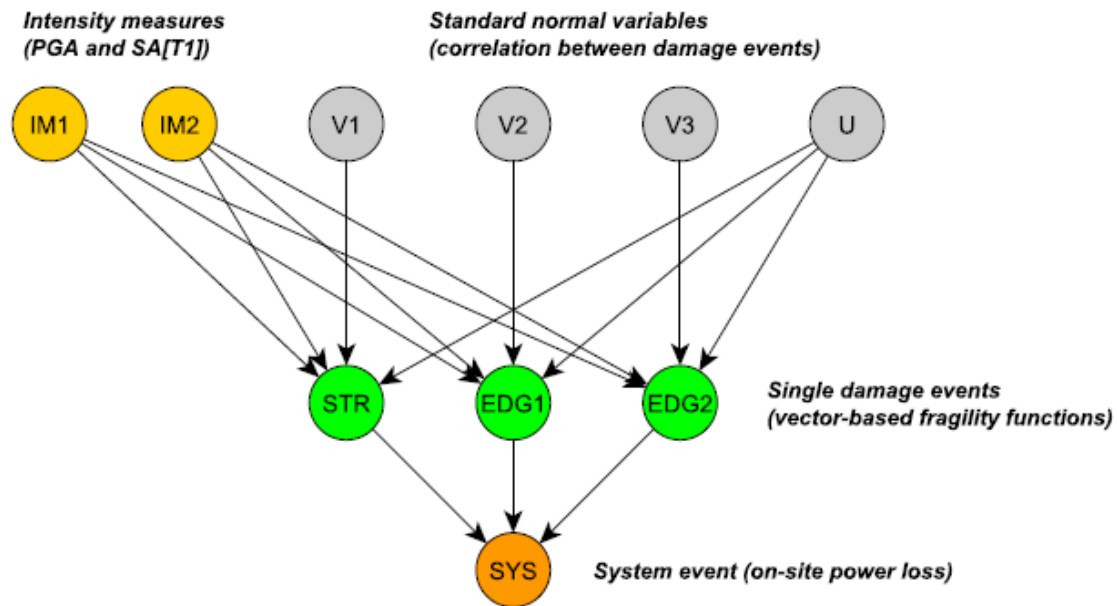 Intensity measures
(PGA and SA[T1])
Standard normal variables
(correlation between damage events)
IM1
IM2
V1
V2
V3
U
STR
EDG1
EDG2
Single damage events
(vector-based fragility functions)
SYS
System event (on-site power loss)